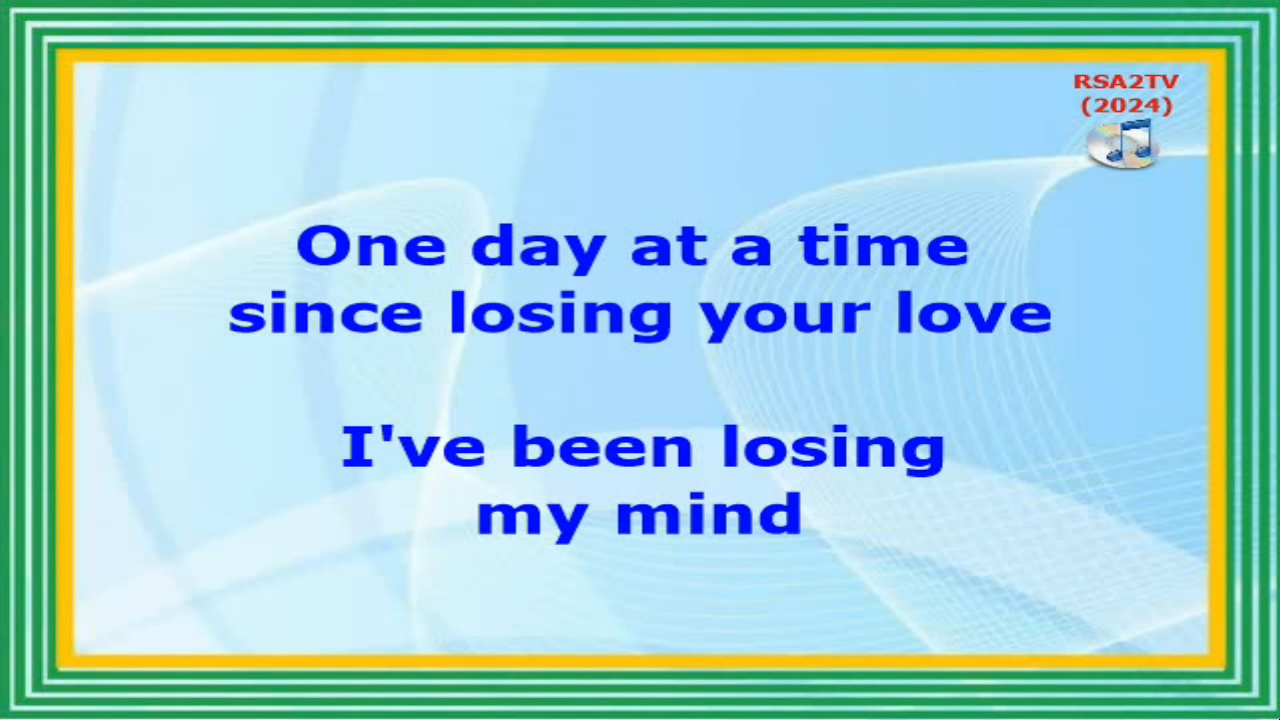 RSA2TV
(2024)
One day at a time
since losing your love
I've been losing
my mind